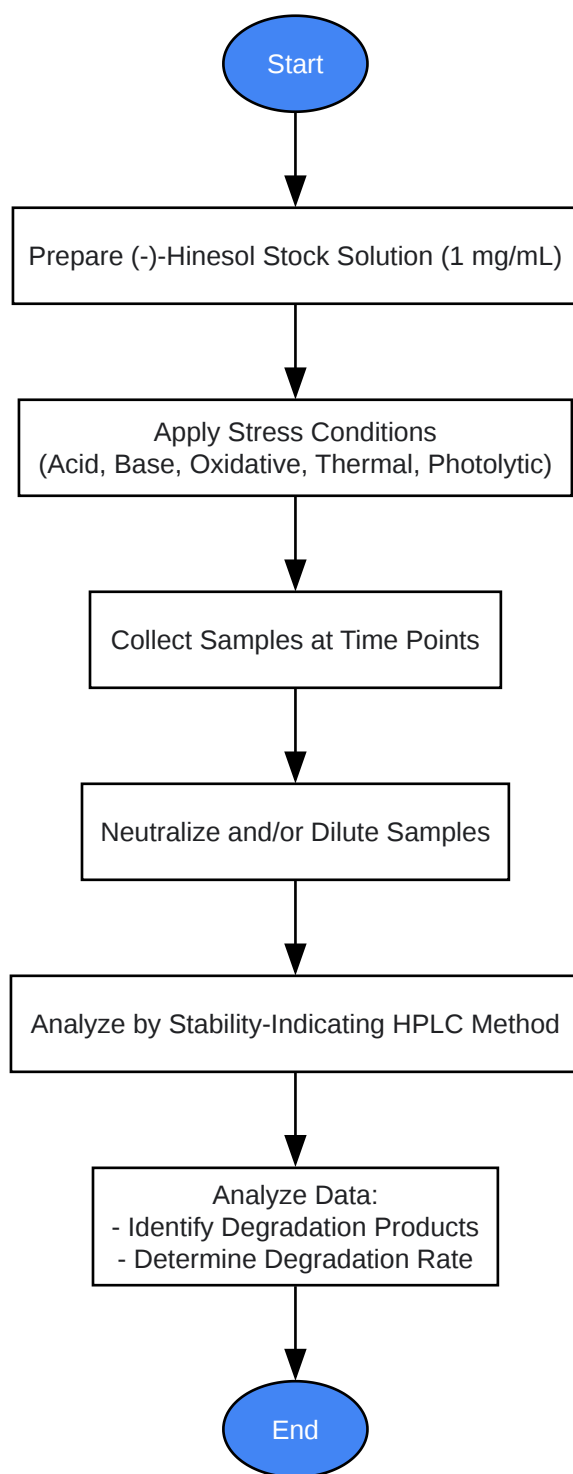 Start
Prepare (-)-Hinesol Stock Solution (1 mg/mL)
Apply Stress Conditions
(Acid, Base, Oxidative, Thermal, Photolytic)
Collect Samples at Time Points
Neutralize and/or Dilute Samples
Analyze by Stability-Indicating HPLC Method
Analyze Data:
- Identify Degradation Products
- Determine Degradation Rate
End